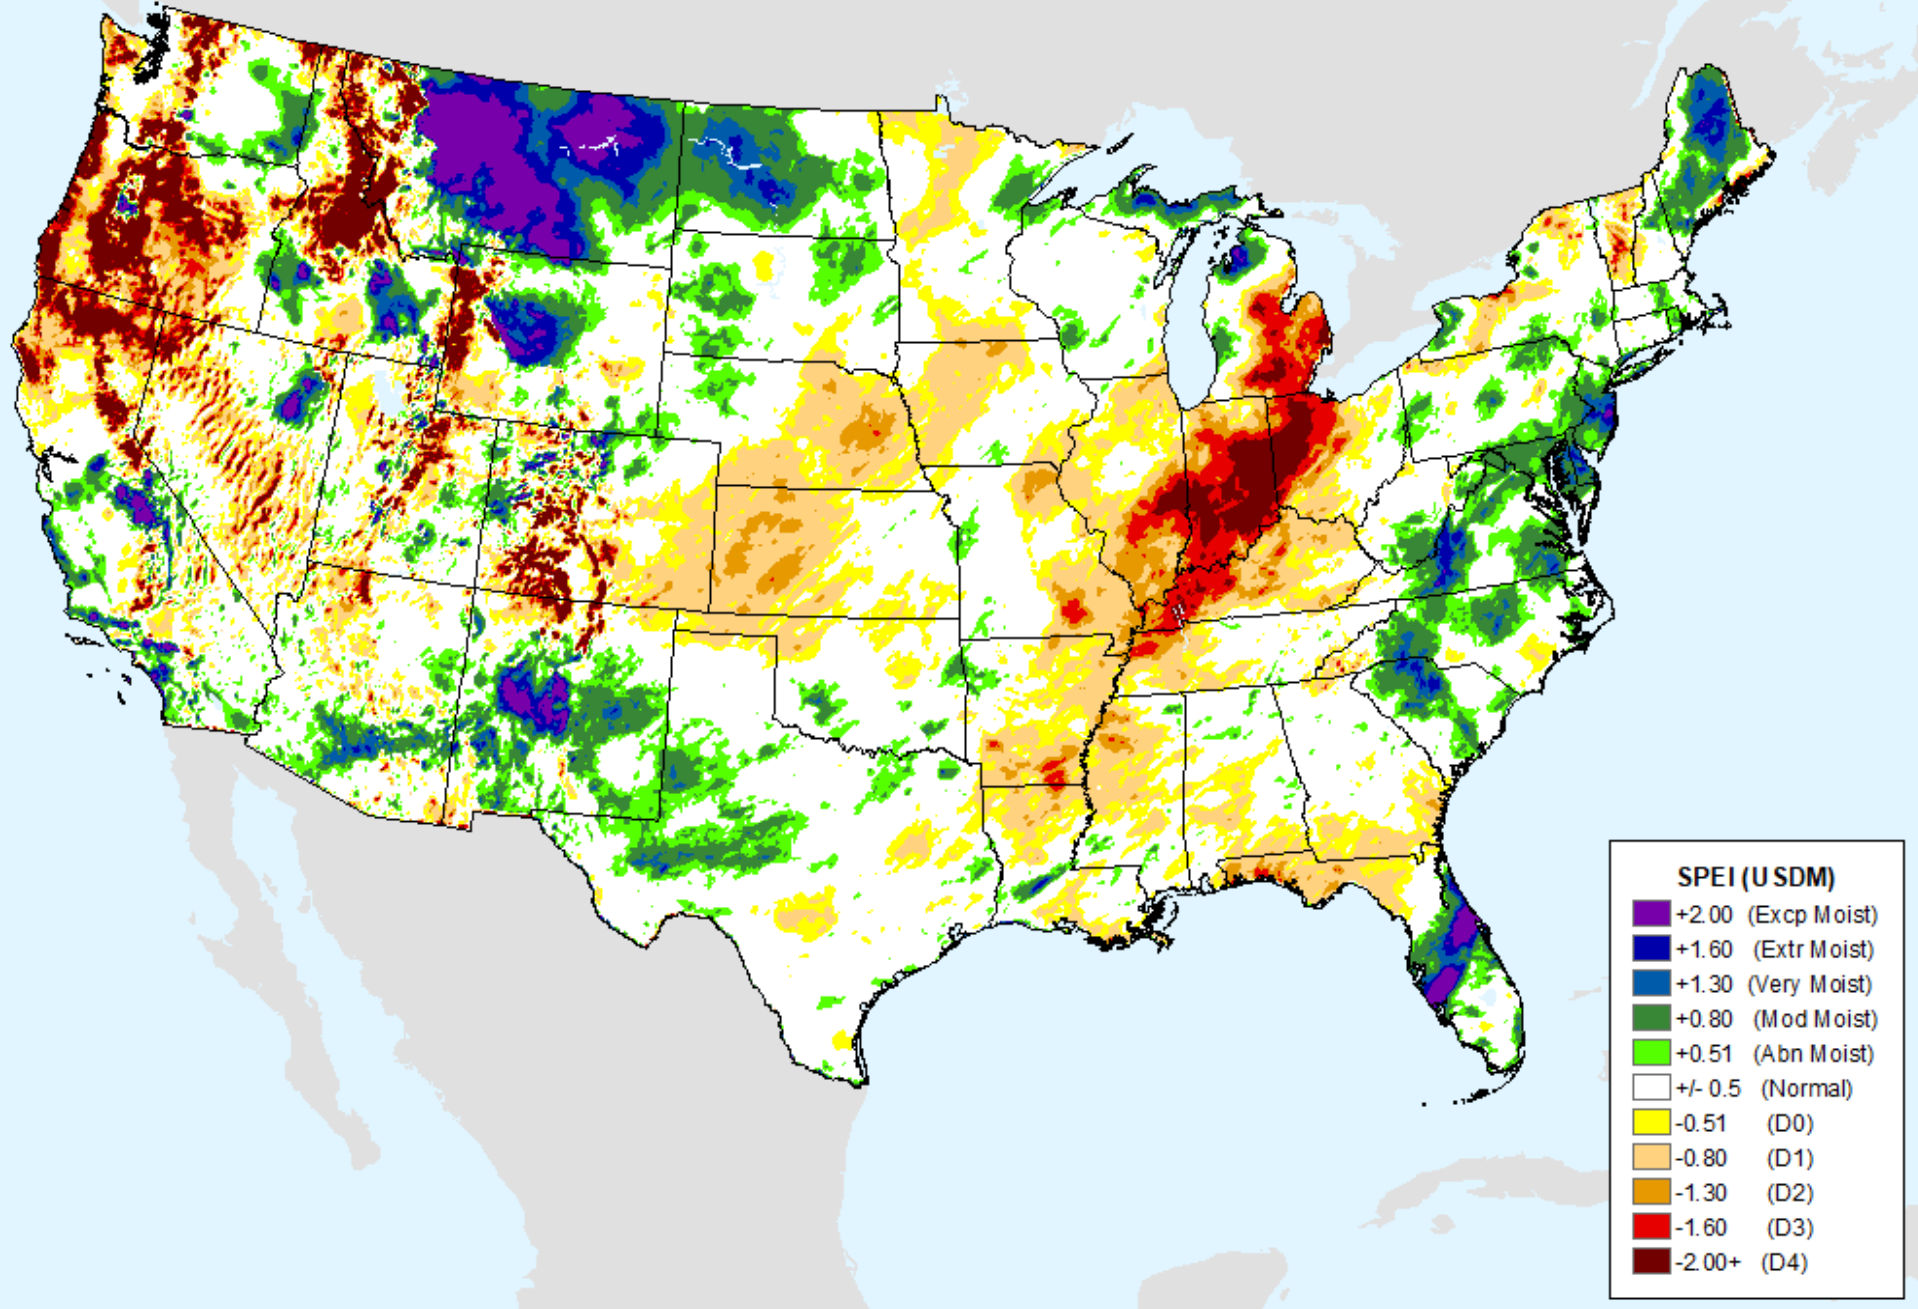 SPEI (USDM)
+2.00 (Excp Moist)
+1.60 (Extr Moist)
+1.30 (Very Moist)
+0.80 (Mod Moist)
+0.51 (Abn Moist)
+/- 0.5 (Normal)
-0.51 (D0)
-0.80 (D1)
-1.30 (D2)
-1.60 (D3)
-2.00+ (D4)